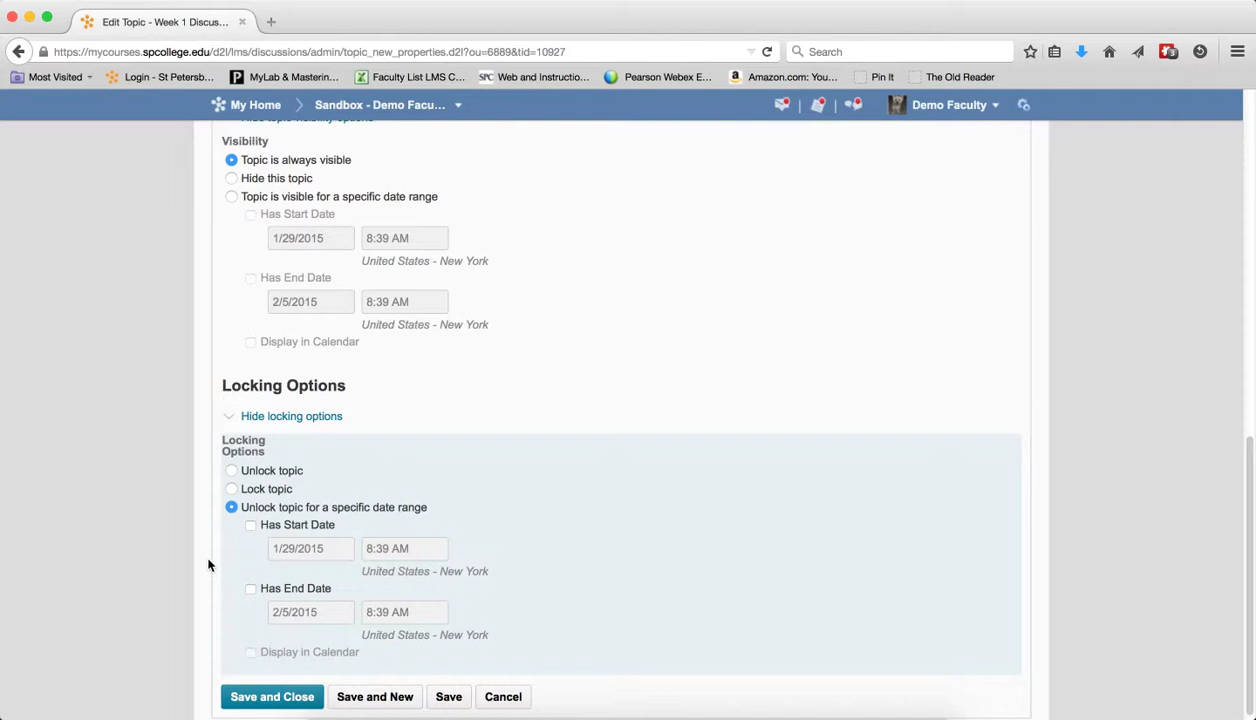 Edit Topic - Week 1 Discus...
https://mycourses.spcollege.edu/d2l/lms/discussions/admin/topic_new_properties.d2l?ou=6889&tid=10927
Search
Most Visited
Login - St Petersb...
MyLab & Mastering...
Faculty List LMS C...
SPC Web and Instructio...
Pearson Webex E...
Amazon.com: You...
Pin It
The Old Reader
My Home
Sandbox - Demo Facu...
Demo Faculty
Hide topic visibility options
Visibility
Topic is always visible
Hide this topic
Topic is visible for a specific date range
Has Start Date
1/29/2015 8:39 AM
United States - New York
Has End Date
2/5/2015 8:39 AM
United States - New York
Display in Calendar
Locking Options
Hide locking options
Locking
Options
Unlock topic
Lock topic
Unlock topic for a specific date range
Has Start Date
1/29/2015 8:39 AM
United States - New York
Has End Date
2/5/2015 8:39 AM
United States - New York
Display in Calendar
Save and Close Save and New Save Cancel